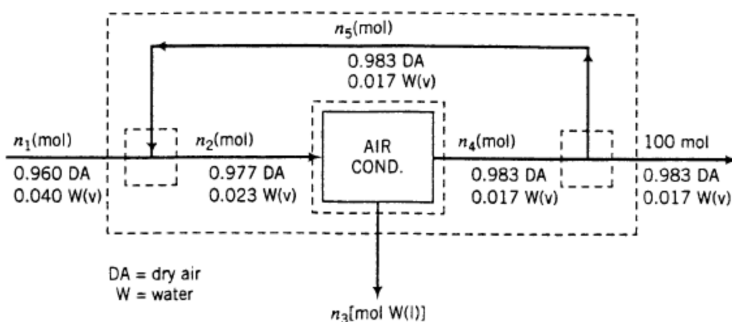 n5(mol)
0.983 DA
0.017 W(v)
n1(mol)
n2(mol)
n4(mol)
100 mol
AIR
COND.
0.960 DA
0.040 W(v)
0.977 DA
0.023 W(v)
0.983 DA
0.017 W(v)
0.983 DA
0.017 W(v)
DA = dry air
W = water
n3[mol W(l)]